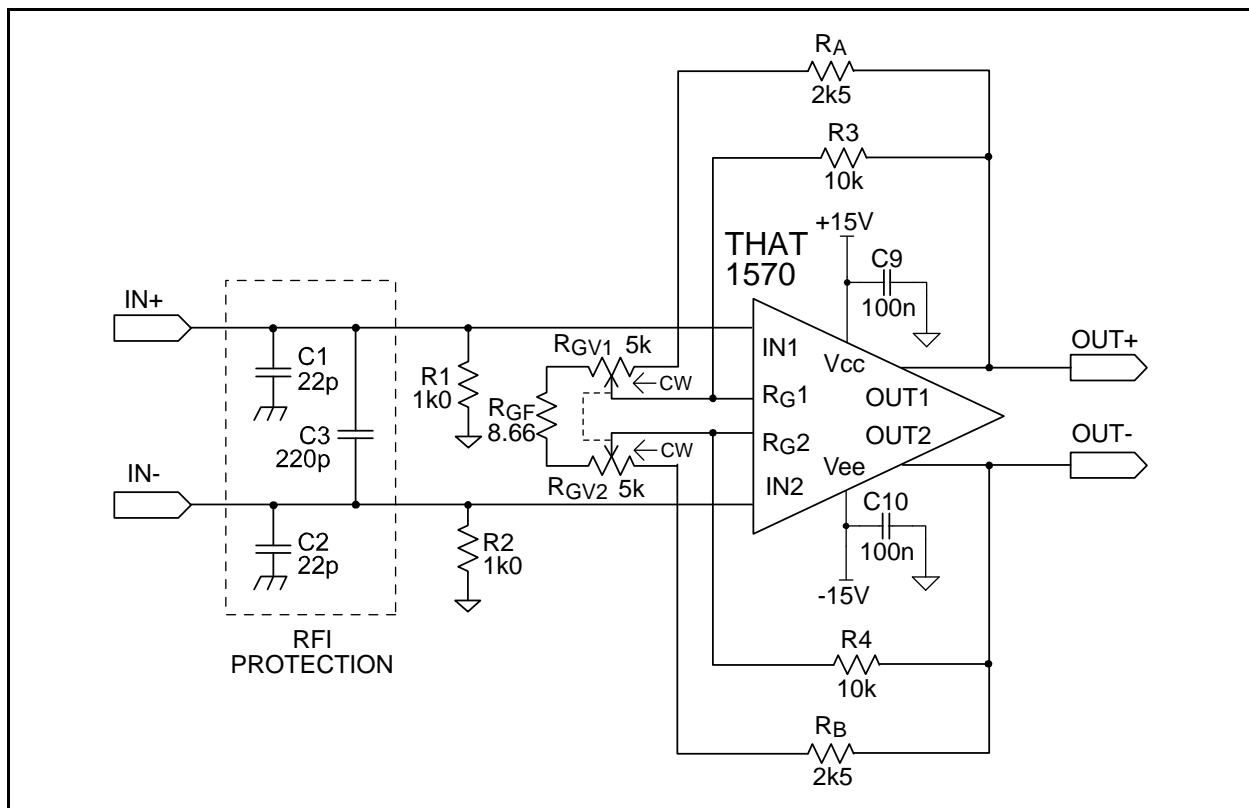 RA
2k5
R3
10k
+15V
THAT
1570
C9
100n
IN+
C1
22p
R1
1k0
RGV1 5k
←CW
RGF
8.66
C3
220p
IN1
Vcc
RG1
OUT1
OUT+
RG2
OUT2
OUT-
IN-
←CW
RGV2 5k
Vee
IN2
C10
100n
C2
22p
R2
1k0
-15V
RFI
PROTECTION
R4
10k
RB
2k5